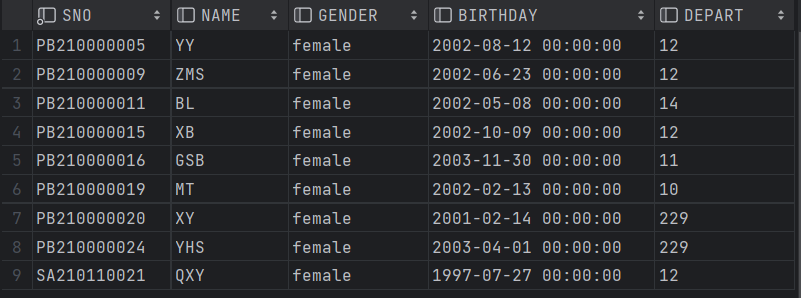 SNO NAME GENDER BIRTHDAY DEPART
1 PB210000005 YY female 2002-08-12 00:00:00 12
2 PB210000009 ZMS female 2002-06-23 00:00:00 12
3 PB210000011 BL female 2002-05-08 00:00:00 14
4 PB210000015 XB female 2002-10-09 00:00:00 12
5 PB210000016 GSB female 2003-11-30 00:00:00 11
6 PB210000019 MT female 2002-02-13 00:00:00 10
7 PB210000020 XY female 2001-02-14 00:00:00 229
8 PB210000024 YHS female 2003-04-01 00:00:00 229
9 SA210110021 QXY female 1997-07-27 00:00:00 12